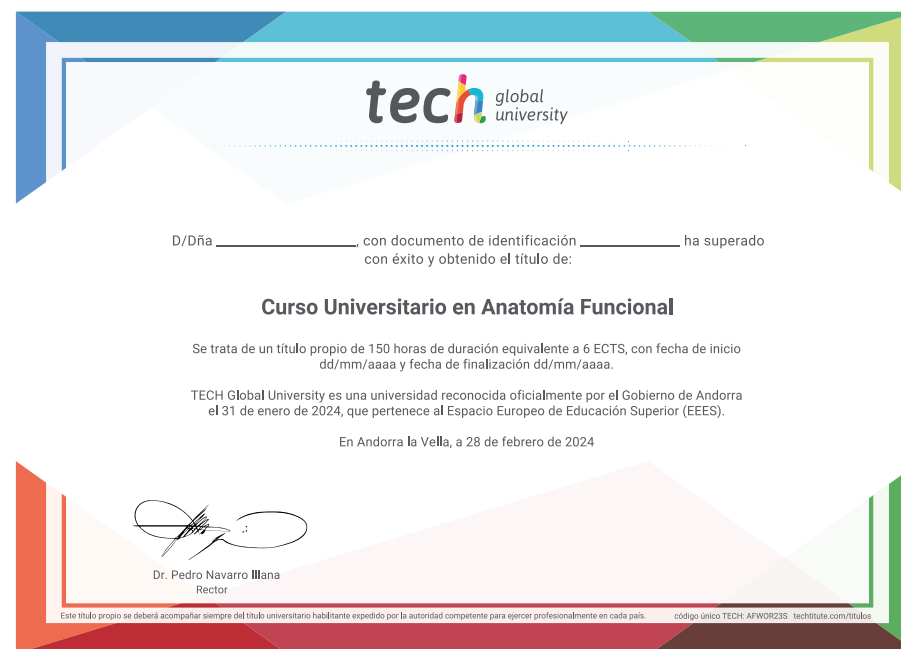 tech global university
D/Dña ____________________, con documento de identificación ______________ ha superado
con éxito y obtenido el título de:
Curso Universitario en Anatomía Funcional
Se trata de un título propio de 150 horas de duración equivalente a 6 ECTS, con fecha de inicio
dd/mm/aaaa y fecha de finalización dd/mm/aaaa.
TECH Global University es una universidad reconocida oficialmente por el Gobierno de Andorra
el 31 de enero de 2024, que pertenece al Espacio Europeo de Educación Superior (EEES).
En Andorra la Vella, a 28 de febrero de 2024
Dr. Pedro Navarro Illana
Rector
Este título propio se deberá acompañar siempre del título universitario habilitante expedido por la autoridad competente para ejercer profesionalmente en cada país. código único TECH: AFWOR23S techtitute.com/titulos